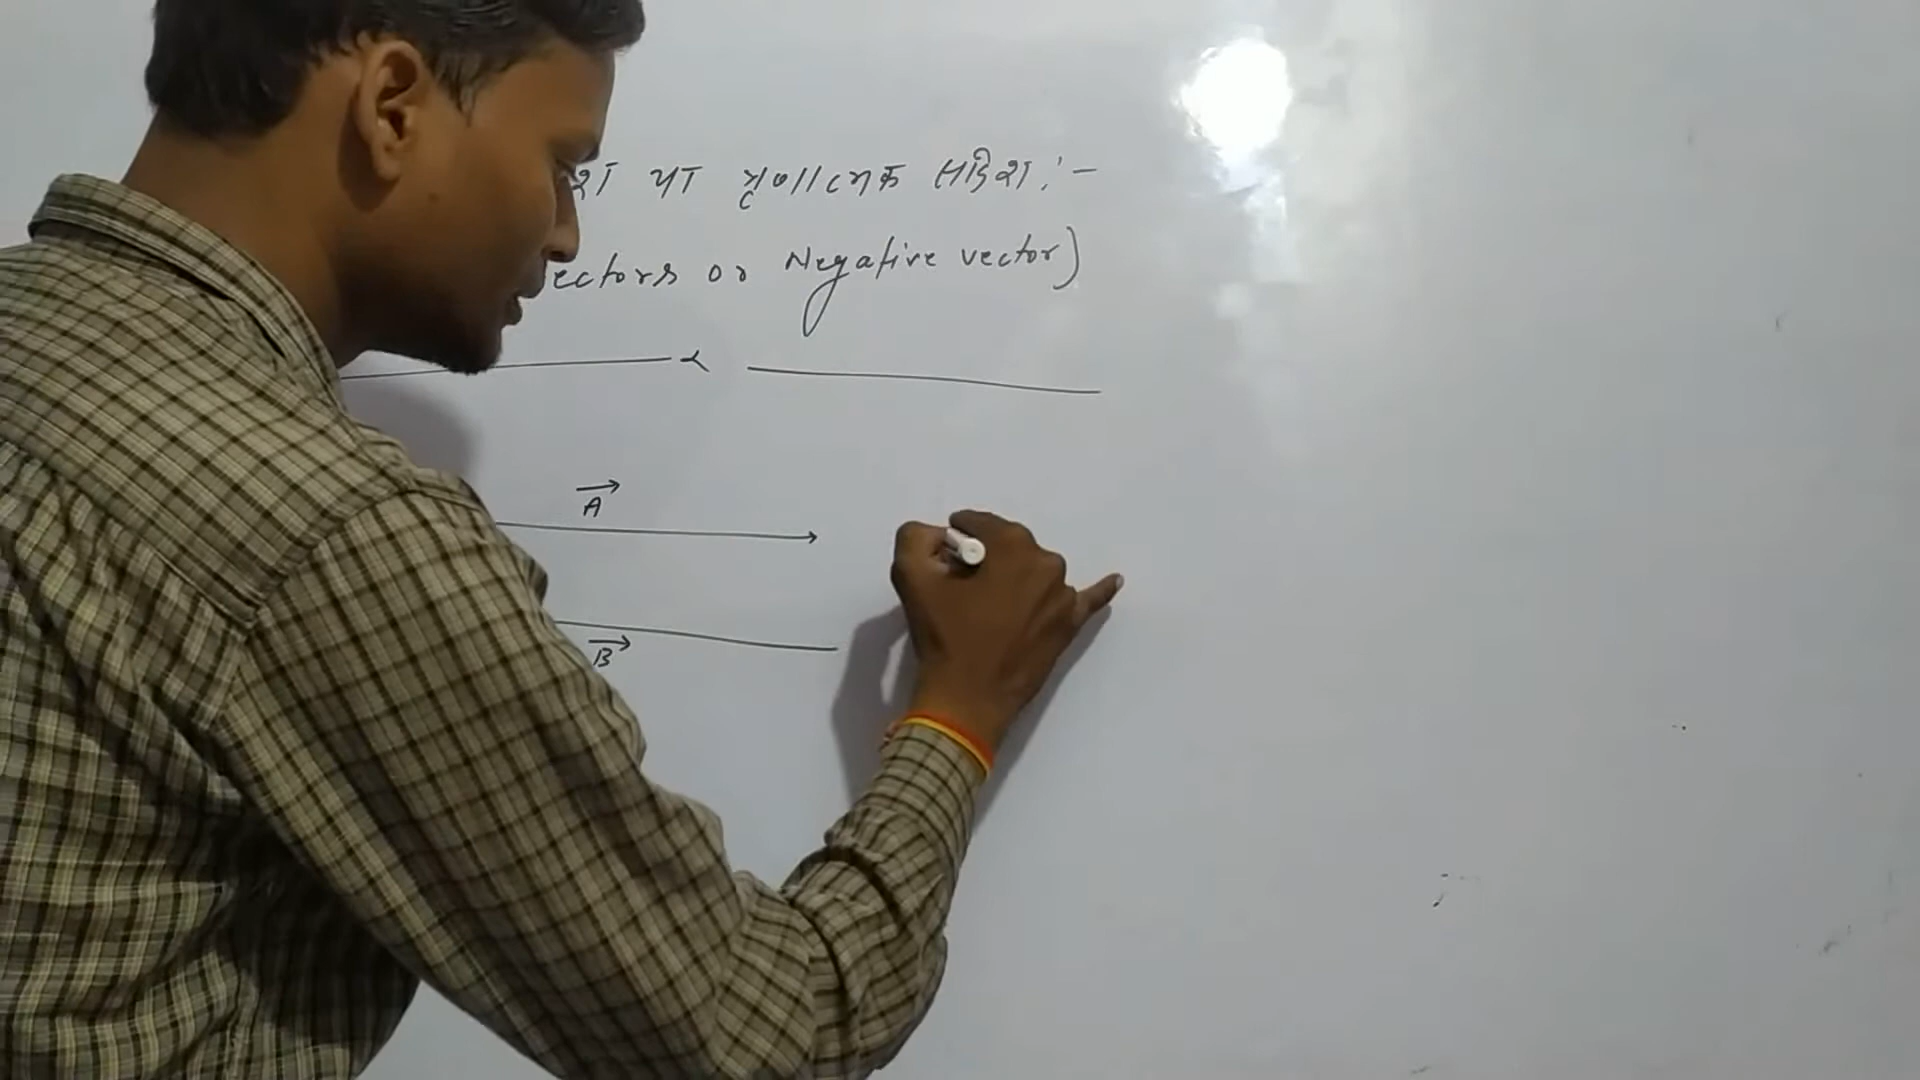 या ऋणात्मक सदिश :-
ectors or Negative vector)
A
B